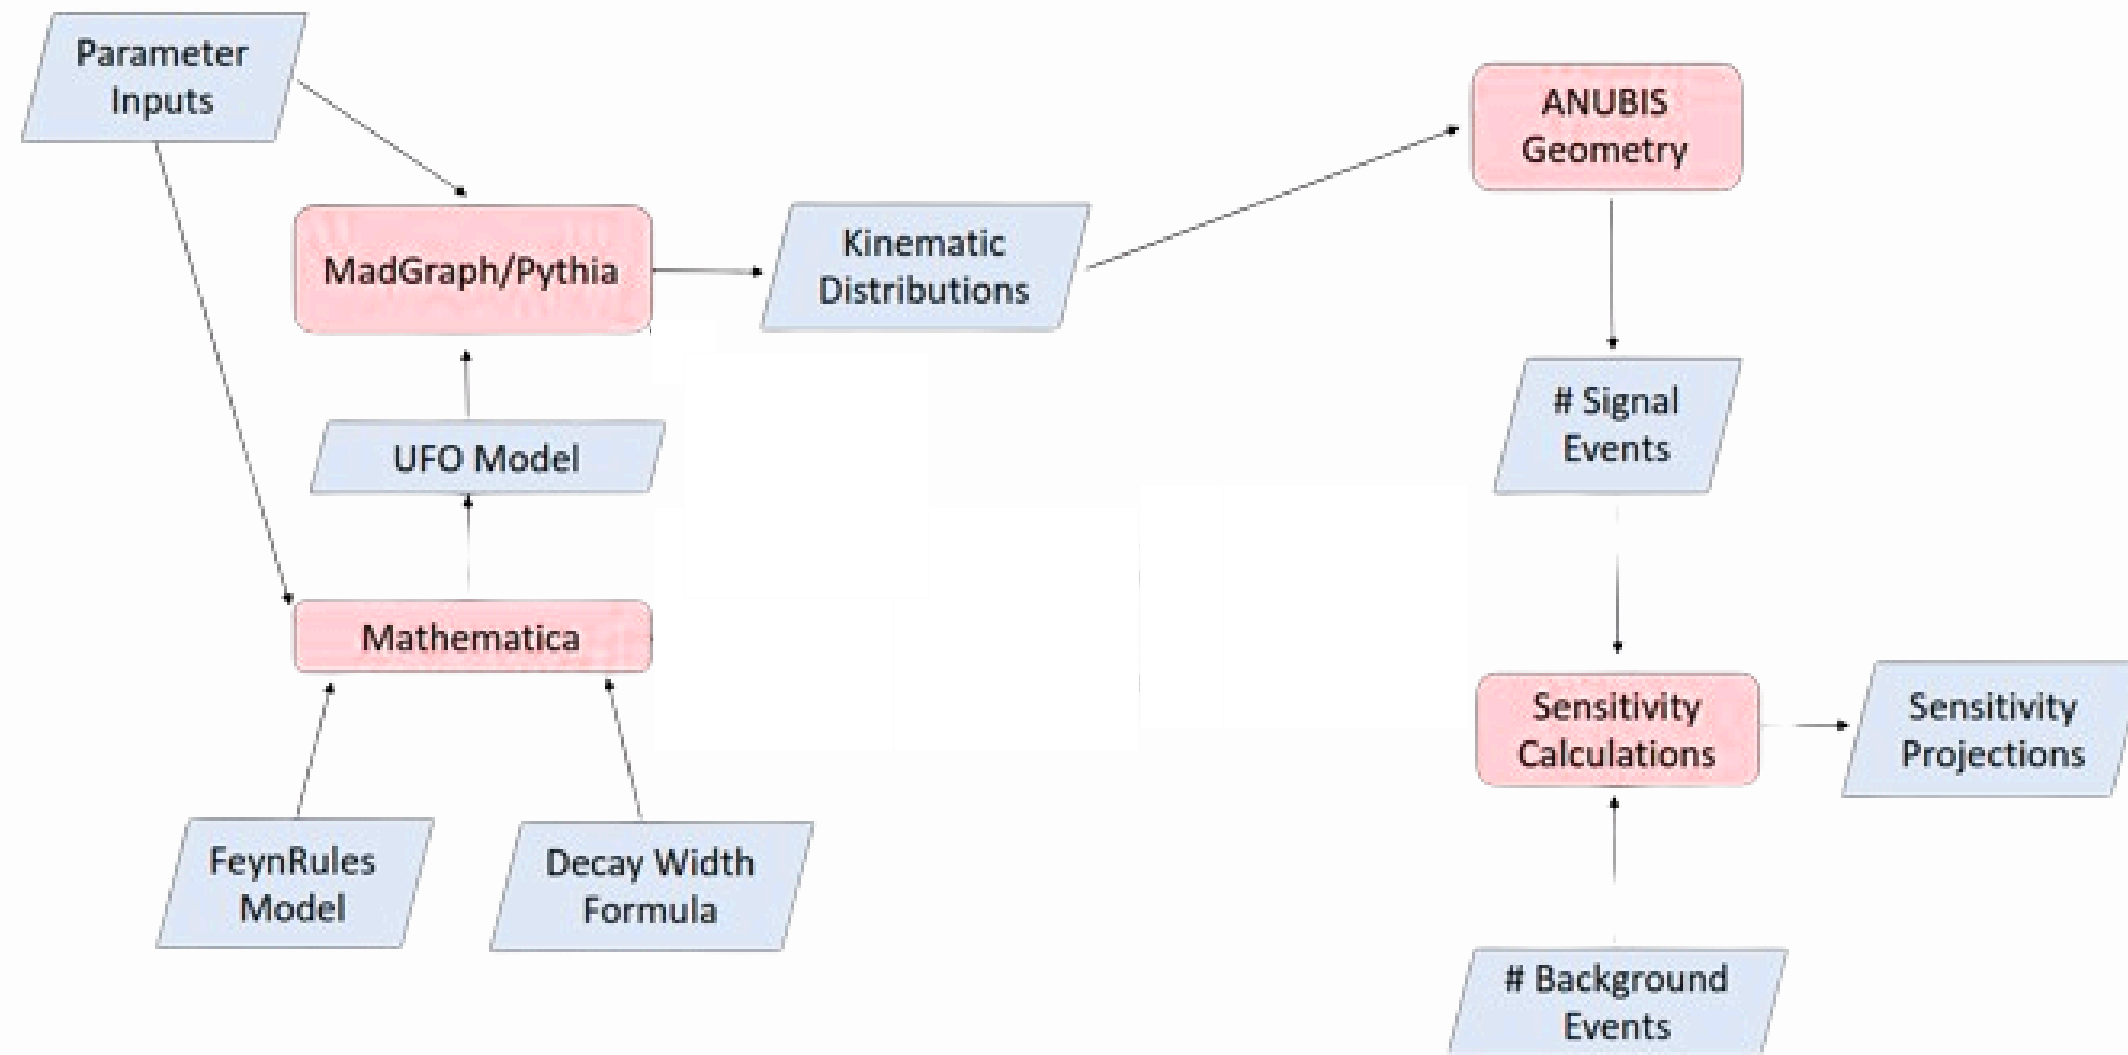 Parameter
Inputs
ANUBIS
Geometry
MadGraph/Pythia
Kinematic
Distributions
# Signal
Events
UFO Model
Mathematica
Sensitivity
Calculations
Sensitivity
Projections
FeynRules
Model
Decay Width
Formula
# Background
Events